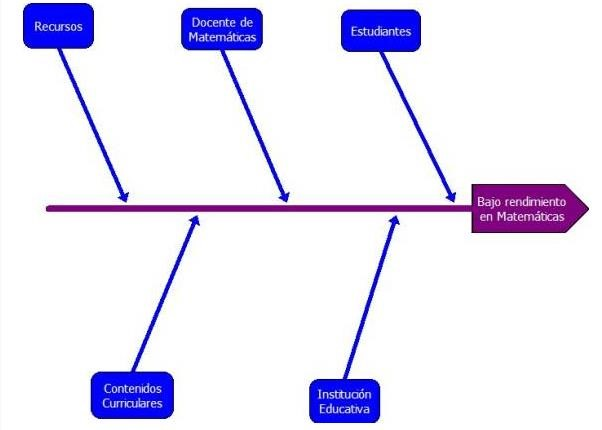 Recursos
Docente de
Matemáticas
Estudiantes
Bajo rendimiento
en Matemáticas
Contenidos
Curriculares
Institución
Educativa